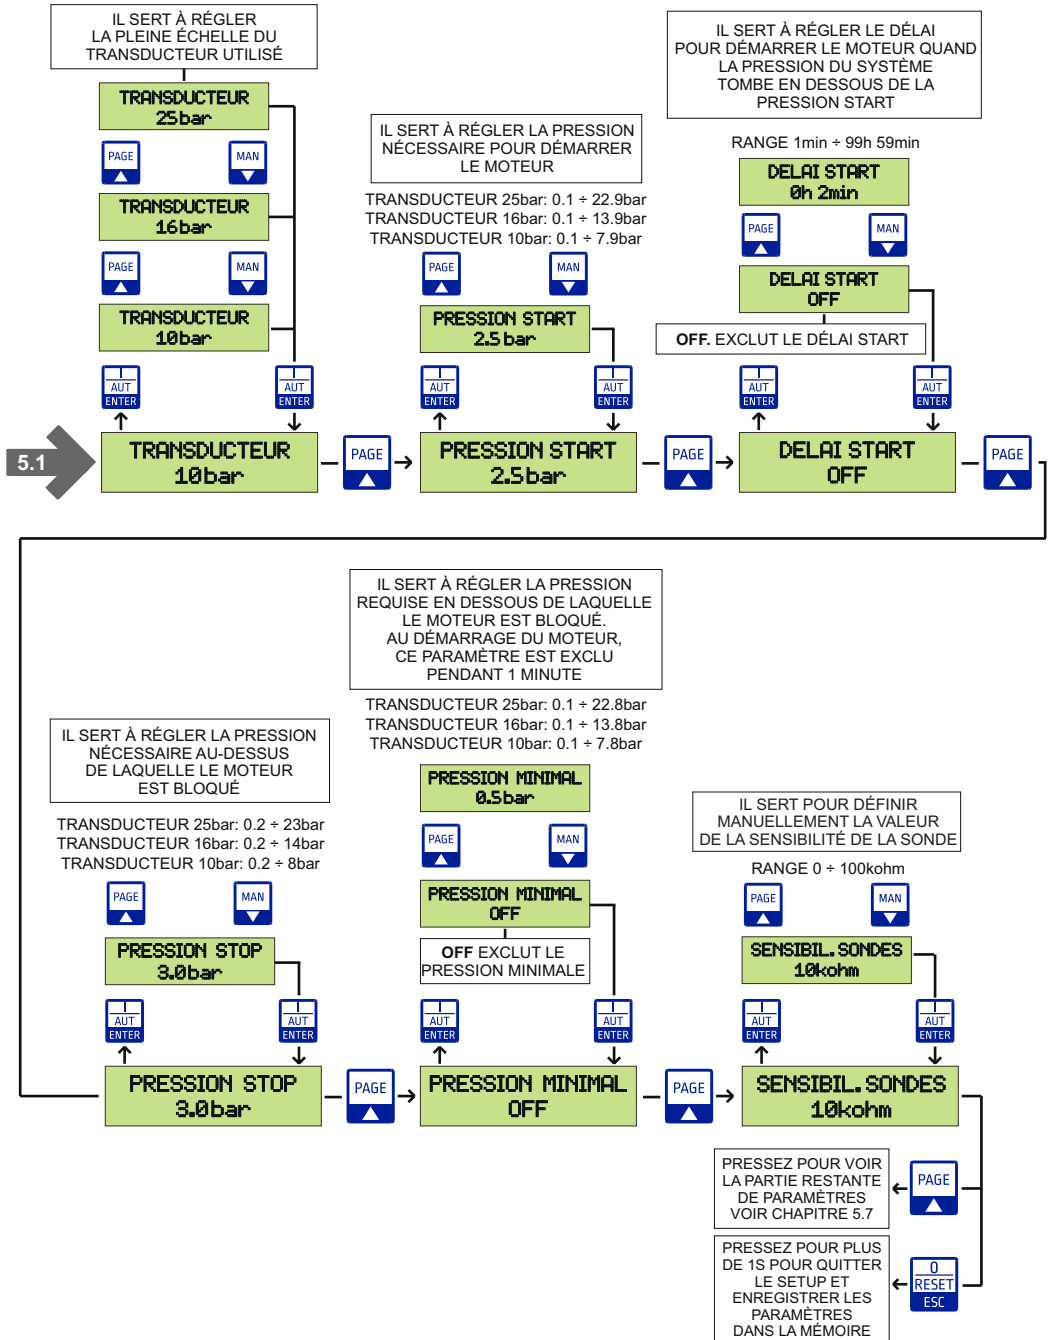 IL SERT À RÉGLER
LA PLEINE ÉCHELLE DU
TRANSDUCTEUR UTILISÉ
TRANSDUCTEUR
25bar
PAGE
MAN
TRANSDUCTEUR
16bar
PAGE
MAN
TRANSDUCTEUR
10bar
I
AUT
ENTER
I
AUT
ENTER
5.1
TRANSDUCTEUR
10bar
PAGE
IL SERT À RÉGLER LA PRESSION
NÉCESSAIRE POUR DÉMARRER
LE MOTEUR
TRANSDUCTEUR 25bar: 0.1 ÷ 22.9bar
TRANSDUCTEUR 16bar: 0.1 ÷ 13.9bar
TRANSDUCTEUR 10bar: 0.1 ÷ 7.9bar
PAGE
MAN
PRESSION START
2.5bar
I
AUT
ENTER
I
AUT
ENTER
PRESSION START
2.5bar
PAGE
IL SERT À RÉGLER LE DÉLAI
POUR DÉMARRER LE MOTEUR QUAND
LA PRESSION DU SYSTÈME
TOMBE EN DESSOUS DE LA
PRESSION START
RANGE 1min ÷ 99h 59min
DELAI START
0h 2min
PAGE
MAN
DELAI START
OFF
OFF. EXCLUT LE DÉLAI START
I
AUT
ENTER
I
AUT
ENTER
DELAI START
OFF
PAGE
IL SERT À RÉGLER LA PRESSION
NÉCESSAIRE AU-DESSUS
DE LAQUELLE LE MOTEUR
EST BLOQUÉ
TRANSDUCTEUR 25bar: 0.2 ÷ 23bar
TRANSDUCTEUR 16bar: 0.2 ÷ 14bar
TRANSDUCTEUR 10bar: 0.2 ÷ 8bar
PAGE
MAN
PRESSION STOP
3.0bar
I
AUT
ENTER
I
AUT
ENTER
PRESSION STOP
3.0bar
PAGE
IL SERT À RÉGLER LA PRESSION
REQUISE EN DESSOUS DE LAQUELLE
LE MOTEUR EST BLOQUÉ.
AU DÉMARRAGE DU MOTEUR,
CE PARAMÈTRE EST EXCLU
PENDANT 1 MINUTE
TRANSDUCTEUR 25bar: 0.1 ÷ 22.8bar
TRANSDUCTEUR 16bar: 0.1 ÷ 13.8bar
TRANSDUCTEUR 10bar: 0.1 ÷ 7.8bar
PRESSION MINIMAL
0.5bar
PAGE
MAN
PRESSION MINIMAL
OFF
OFF EXCLUT LE
PRESSION MINIMALE
I
AUT
ENTER
I
AUT
ENTER
PRESSION MINIMAL
OFF
PAGE
IL SERT POUR DÉFINIR
MANUELLEMENT LA VALEUR
DE LA SENSIBILITÉ DE LA SONDE
RANGE 0 ÷ 100kohm
PAGE
MAN
SENSIBIL.SONDES
10kohm
I
AUT
ENTER
I
AUT
ENTER
SENSIBIL.SONDES
10kohm
PRESSEZ POUR VOIR
LA PARTIE RESTANTE
DE PARAMÈTRES
VOIR CHAPITRE 5.7
PAGE
PRESSEZ POUR PLUS
DE 1S POUR QUITTER
LE SETUP ET
ENREGISTRER LES
PARAMÈTRES
DANS LA MÉMOIRE
0
RESET
ESC